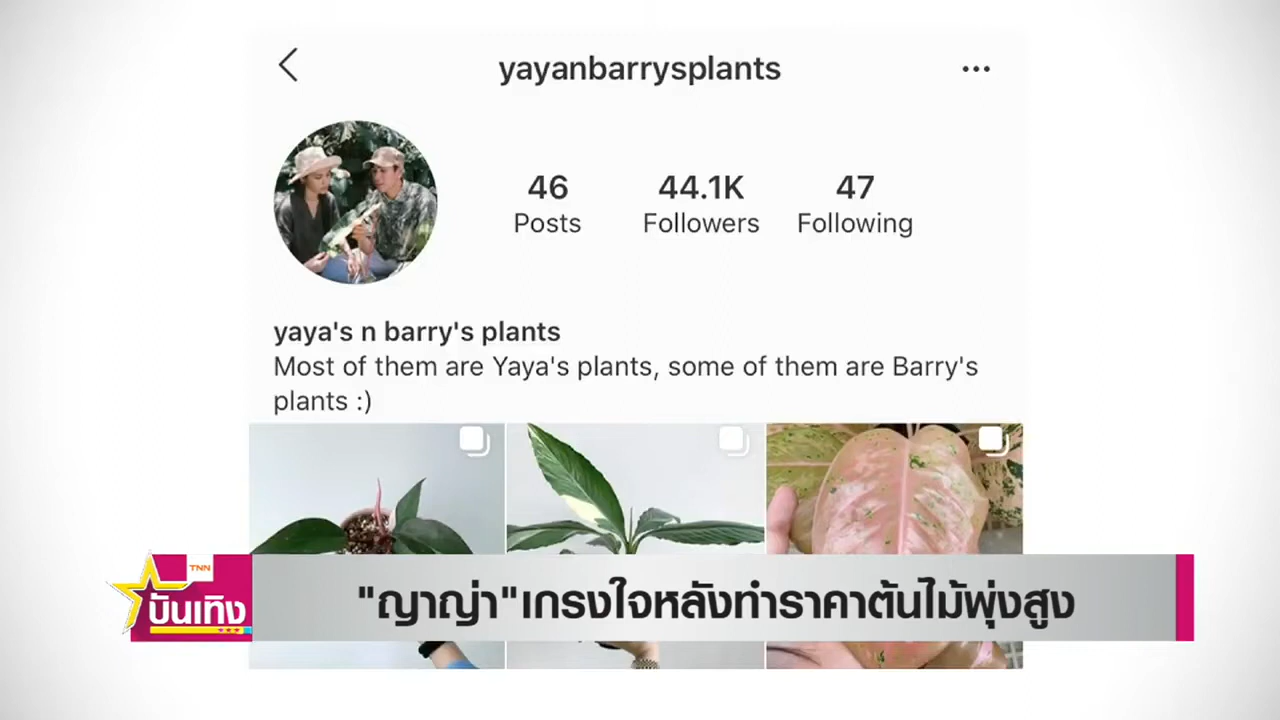 yayanbarrysplants
46
44.1K
47
Posts
Followers
Following
yaya's n barry's plants
Most of them are Yaya's plants, some of them are Barry's
plants :)
TNN
บันเทิง
"ญาญ่า"เกรงใจหลังทำราคาต้นไม้พุ่งสูง